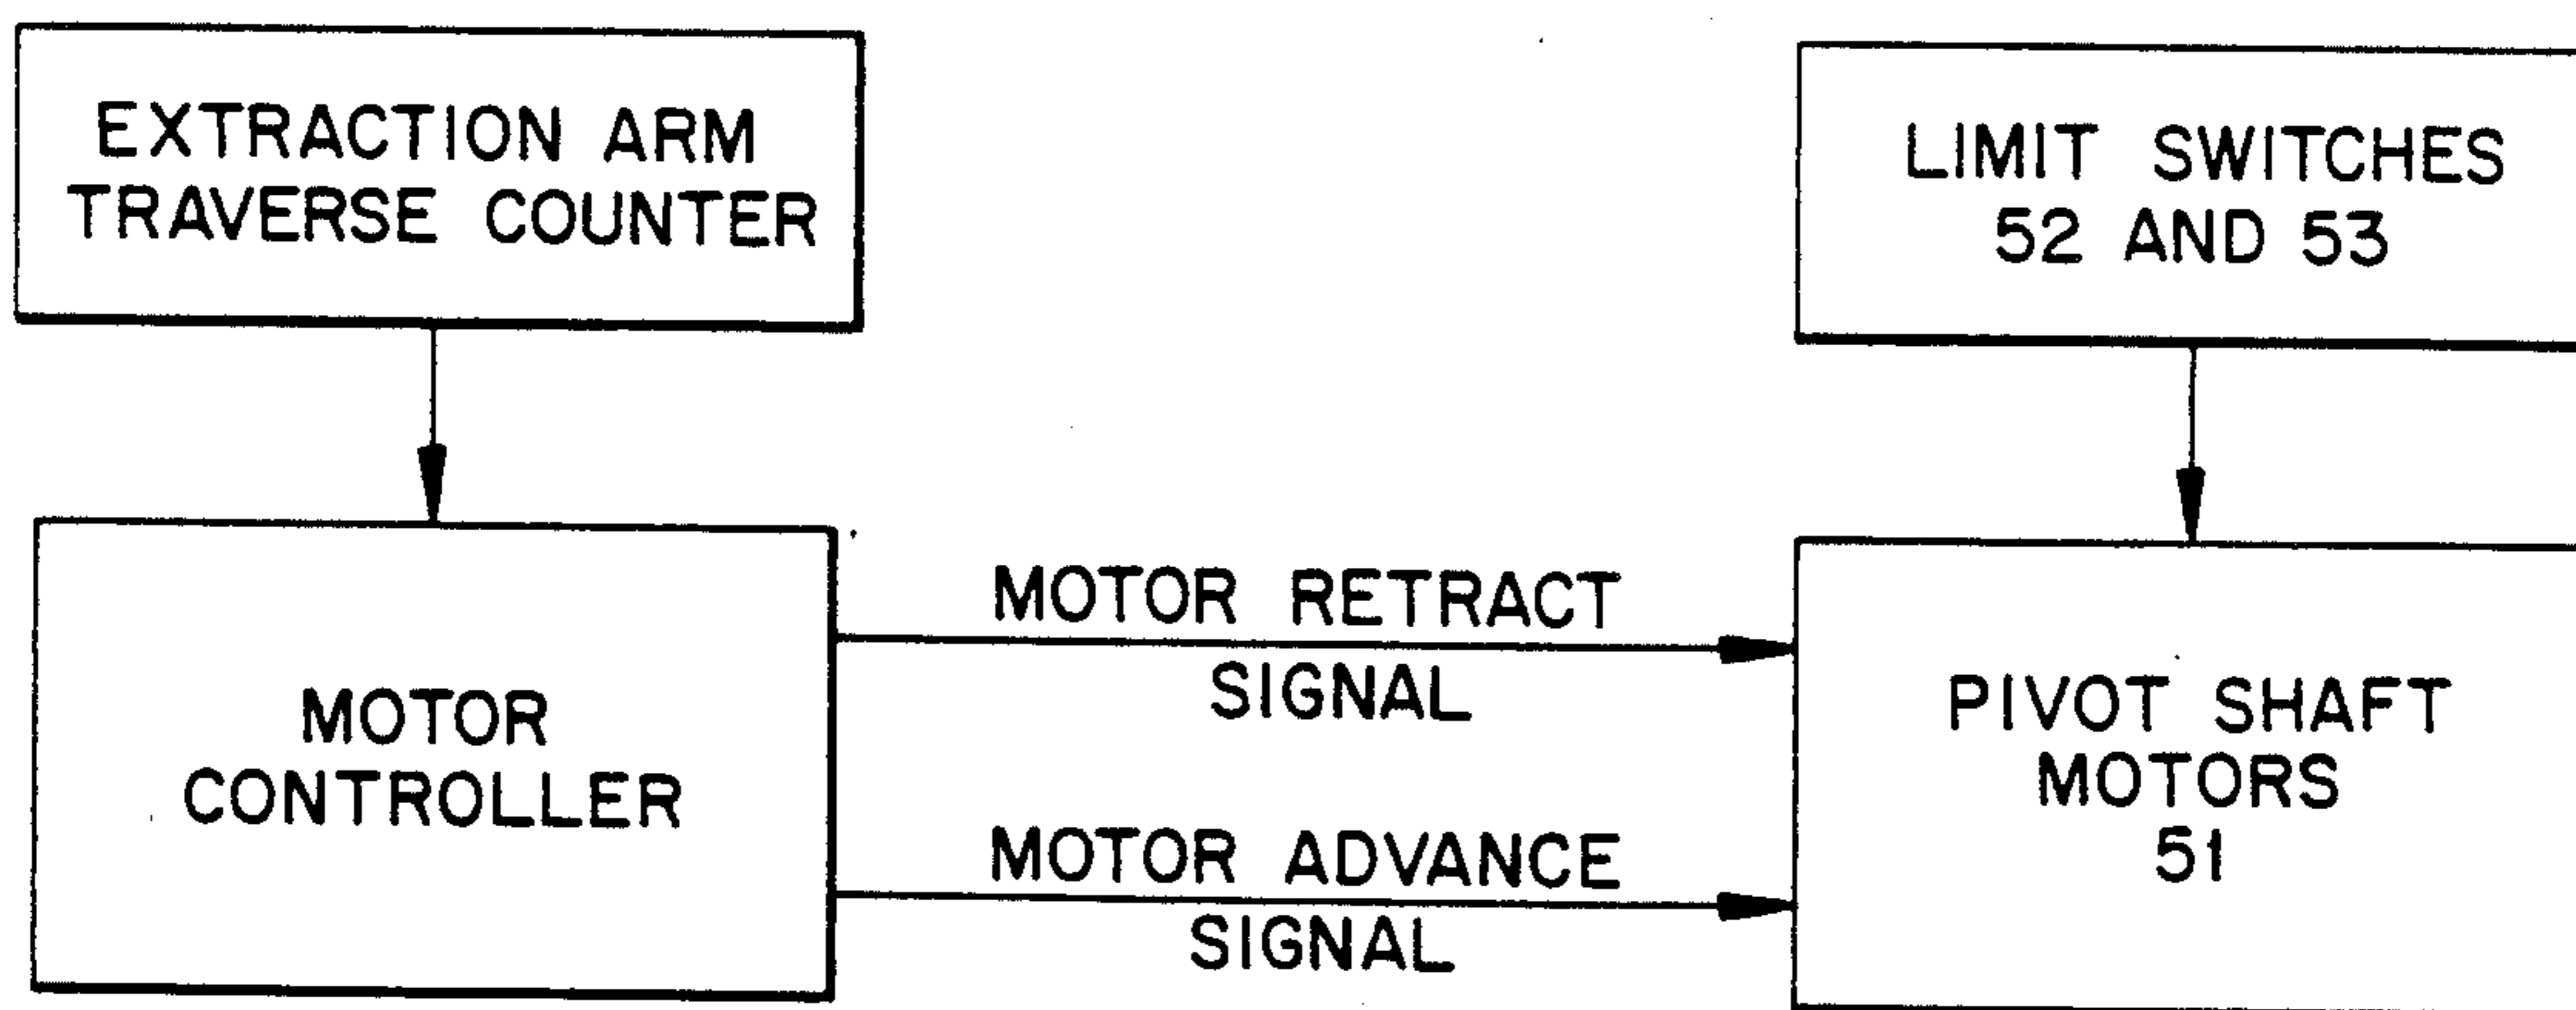 EXTRACTION ARM
TRAVERSE COUNTER
LIMIT SWITCHES
52 AND 53
MOTOR
CONTROLLER
MOTOR RETRACT
SIGNAL
MOTOR ADVANCE
SIGNAL
PIVOT SHAFT
MOTORS
51